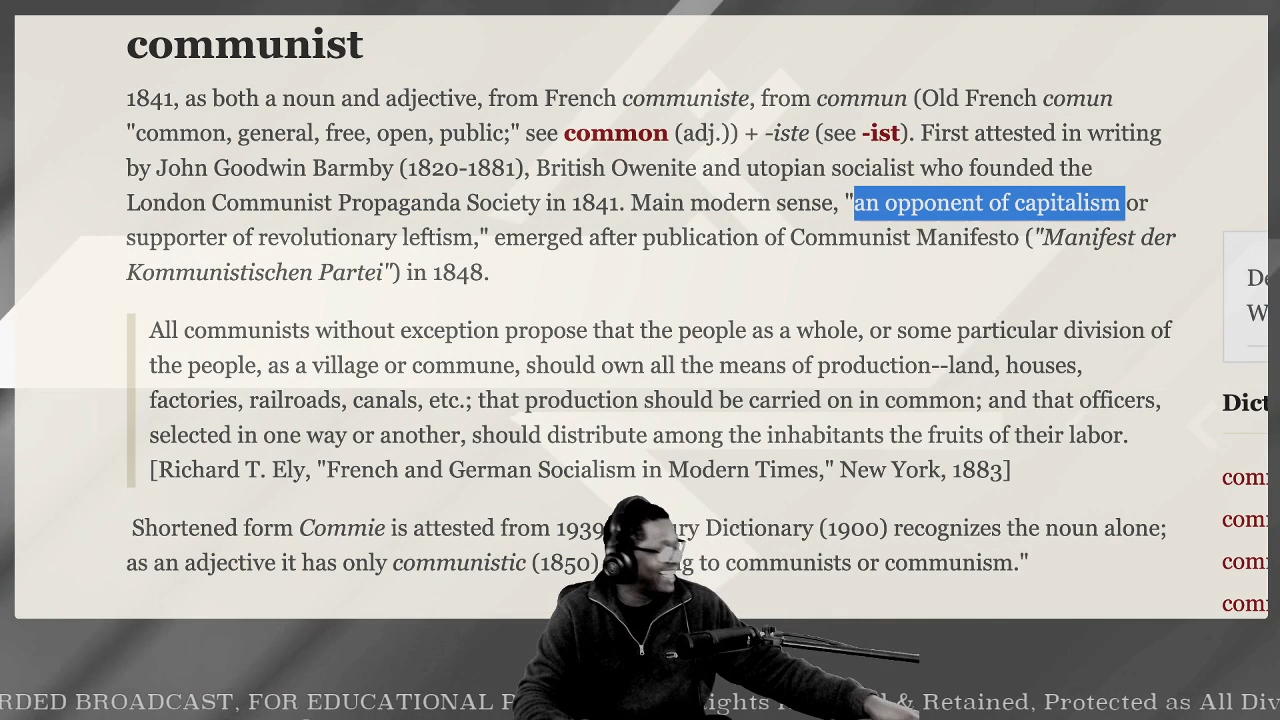 communist
1841, as both a noun and adjective, from French communiste, from commun (Old French comun
"common, general, free, open, public;" see common (adj.)) + -iste (see -ist). First attested in writing
by John Goodwin Barmby (1820-1881), British Owenite and utopian socialist who founded the
London Communist Propaganda Society in 1841. Main modern sense, "an opponent of capitalism or
supporter of revolutionary leftism," emerged after publication of Communist Manifesto ("Manifest der
Kommunistischen Partei") in 1848.
All communists without exception propose that the people as a whole, or some particular division of
the people, as a village or commune, should own all the means of production--land, houses,
factories, railroads, canals, etc.; that production should be carried on in common; and that officers,
selected in one way or another, should distribute among the inhabitants the fruits of their labor.
[Richard T. Ely, "French and German Socialism in Modern Times," New York, 1883]
Shortened form Commie is attested from 1939 ry Dictionary (1900) recognizes the noun alone;
as an adjective it has only communistic (1850) g to communists or communism."
De
W
Dict
com
com
com
com
RDED BROADCAST, FOR EDUCATIONAL P ights & Retained, Protected as All Div